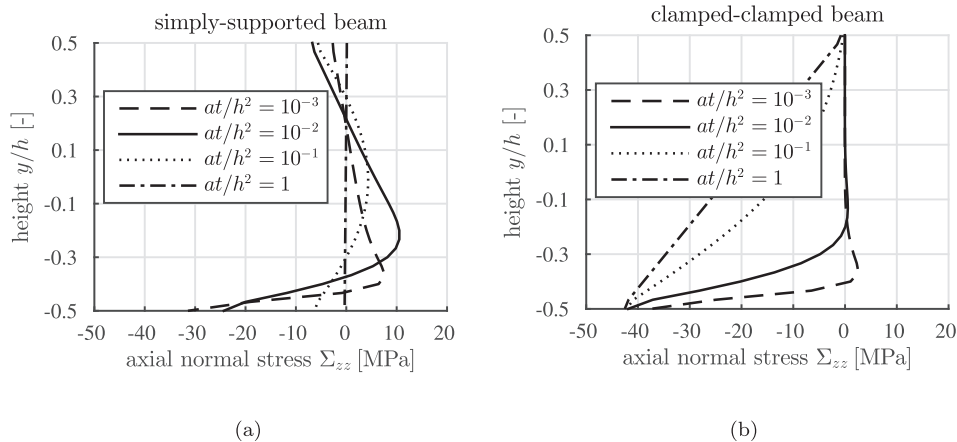 simply-supported beam
0.5
0.3
0.1
-0.1
-0.3
-0.5
height y/h [-]
at/h² = 10⁻³
at/h² = 10⁻²
at/h² = 10⁻¹
at/h² = 1
-50 -40 -30 -20 -10 0 10 20
axial normal stress Σzz [MPa]
(a)
clamped-clamped beam
0.5
0.3
0.1
-0.1
-0.3
-0.5
height y/h [-]
at/h² = 10⁻³
at/h² = 10⁻²
at/h² = 10⁻¹
at/h² = 1
-50 -40 -30 -20 -10 0 10 20
axial normal stress Σzz [MPa]
(b)